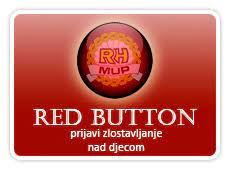 RH
MUP
RED BUTTON
prijavi zlostavljanje
nad djecom